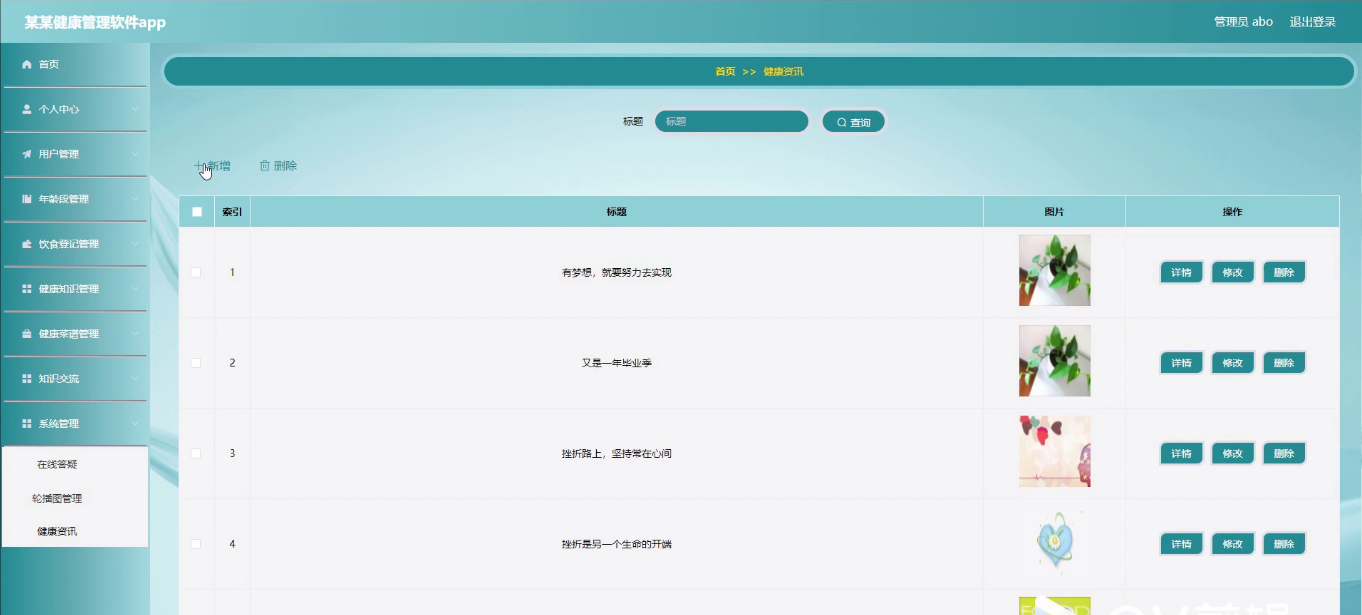 某某健康管理软件app
管理员 abo 退出登录
首页
个人中心
用户管理
年龄段管理
饮食登记管理
健康知识管理
健康菜谱管理
知识交流
系统管理
在线答疑
轮播图管理
健康资讯
首页 >> 健康资讯
标题 标题 查询
新增 删除
索引 标题 图片 操作
1 有梦想，就要努力去实现 详情 修改 删除
2 又是一年毕业季 详情 修改 删除
3 挫折路上，坚持常在心间 详情 修改 删除
4 挫折是另一个生命的开端 详情 修改 删除